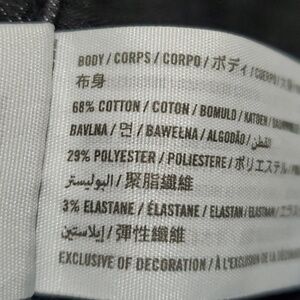 BODY / CORPS / CORPO / ボディ / CUERPO /
布身
68% COTTON / COTON / BOMULD / KATOEN /
BAVLNA / 면 / BAWEŁNA / ALGODÃO / القطن /
29% POLYESTER / POLIESTERE / ポリエステル /
البوليستر / 聚脂纖維
3% ELASTANE / ÉLASTANE / ELASTAN /
إيلاستين / 彈性纖維
EXCLUSIVE OF DECORATION / À L'EXCLUSION DE LA